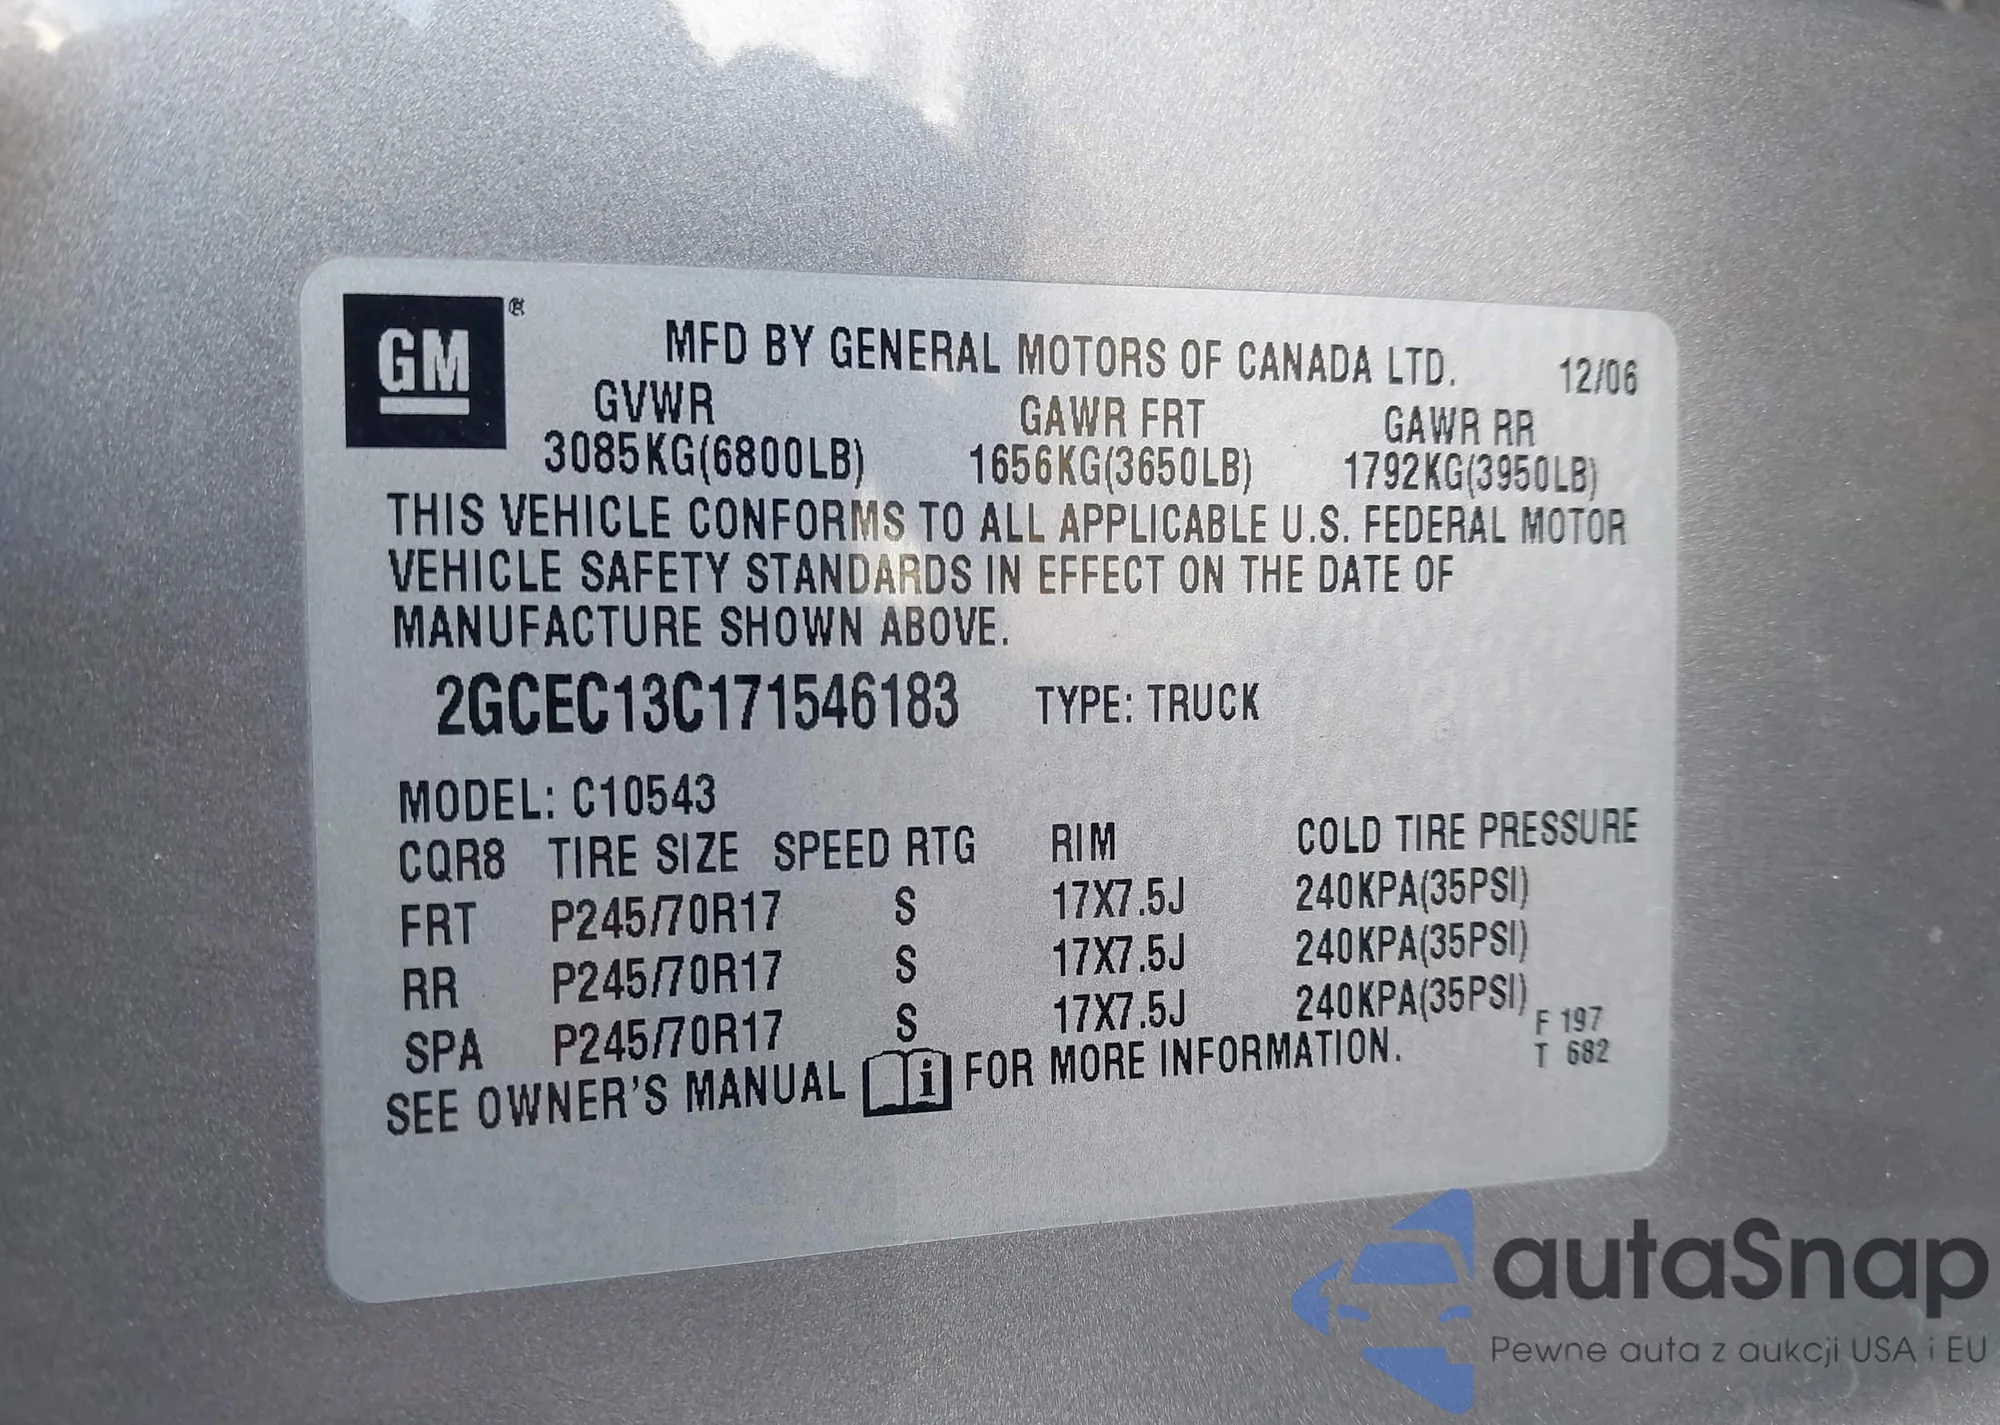 GM®
MFD BY GENERAL MOTORS OF CANADA LTD. 12/06
GVWR GAWR FRT GAWR RR
3085KG(6800LB) 1656KG(3650LB) 1792KG(3950LB)
THIS VEHICLE CONFORMS TO ALL APPLICABLE U.S. FEDERAL MOTOR
VEHICLE SAFETY STANDARDS IN EFFECT ON THE DATE OF
MANUFACTURE SHOWN ABOVE.
2GCEC13C171546183 TYPE: TRUCK
MODEL: C10543
CQR8 TIRE SIZE SPEED RTG RIM COLD TIRE PRESSURE
FRT P245/70R17 S 17X7.5J 240KPA(35PSI)
RR P245/70R17 S 17X7.5J 240KPA(35PSI)
SPA P245/70R17 S 17X7.5J 240KPA(35PSI)
SEE OWNER'S MANUAL i FOR MORE INFORMATION.
F 197
T 682
autaSnap
Pewne auta z aukcji USA i EU